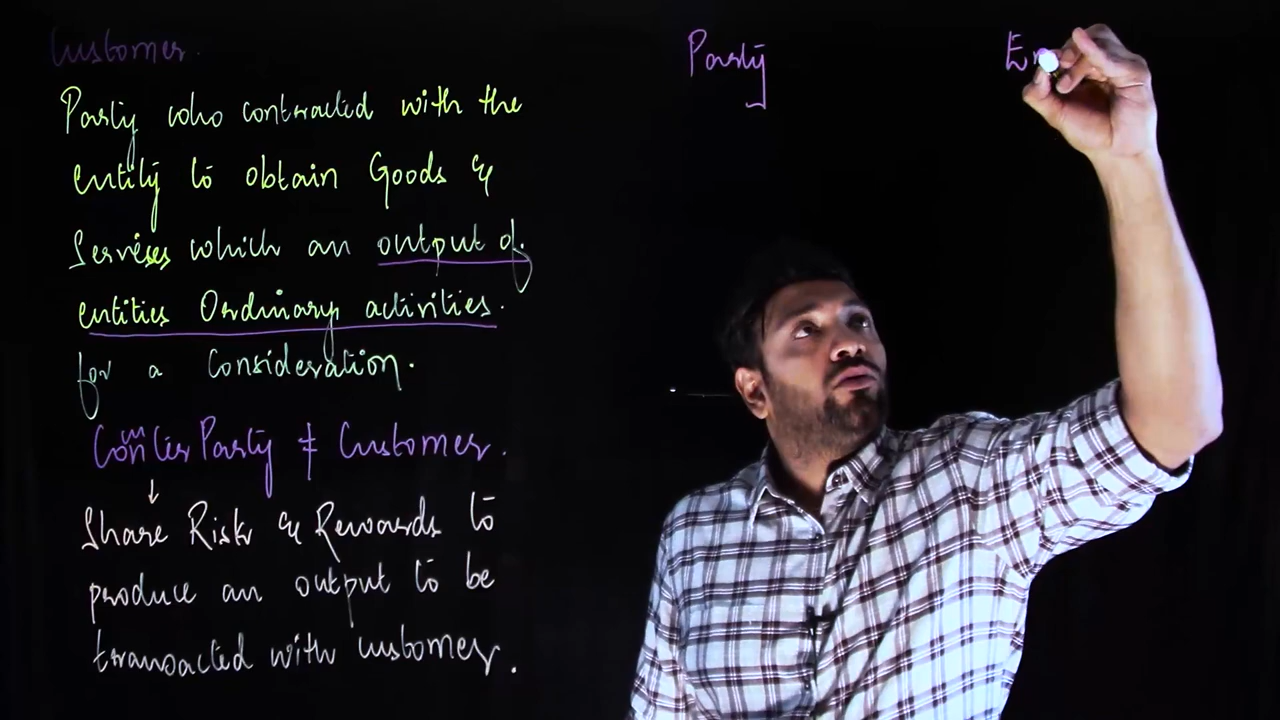 Customer.
Party who contracted with the
entity to obtain Goods &
Services which an output of
entities Ordinary activities.
for a Consideration.
Counter Party ≠ Customer.
↓
Share Risk & Rewards to
produce an output to be
transacted with customer.
Party
En